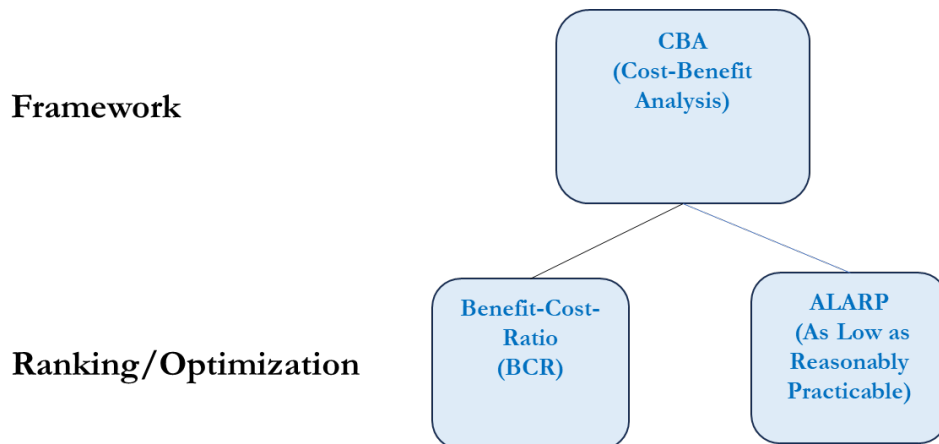 CBA
(Cost-Benefit
Analysis)
Framework
Benefit-Cost-
Ratio
(BCR)
ALARP
(As Low as
Reasonably
Practicable)
Ranking/Optimization